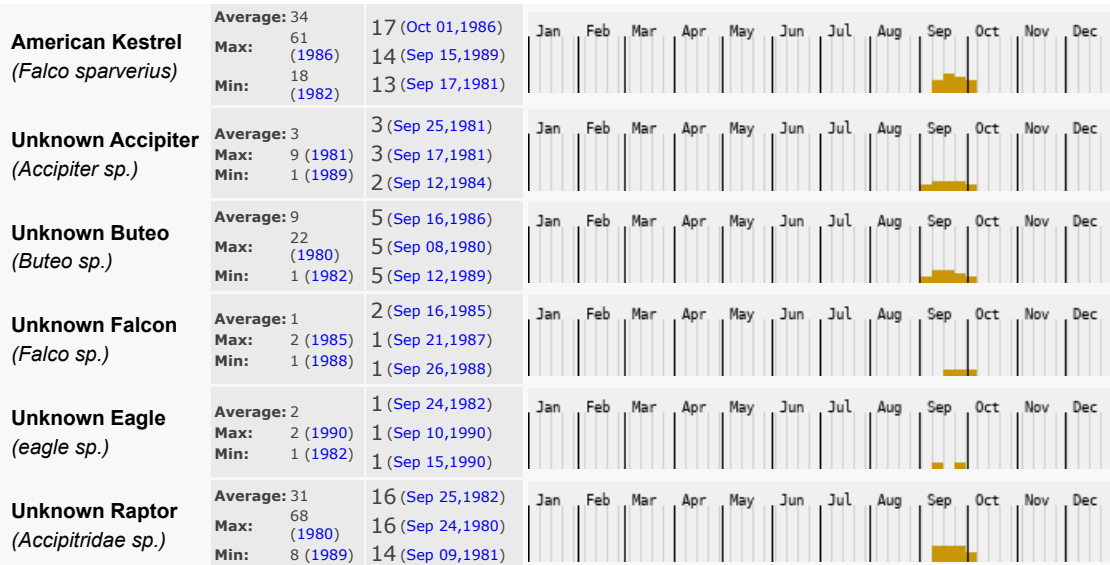 American Kestrel
(Falco sparverius)
Average: 34
Max: 61 (1986)
Min: 18 (1982)
17 (Oct 01,1986)
14 (Sep 15,1989)
13 (Sep 17,1981)
Jan Feb Mar Apr May Jun Jul Aug Sep Oct Nov Dec
Unknown Accipiter
(Accipiter sp.)
Average: 3
Max: 9 (1981)
Min: 1 (1989)
3 (Sep 25,1981)
3 (Sep 17,1981)
2 (Sep 12,1984)
Jan Feb Mar Apr May Jun Jul Aug Sep Oct Nov Dec
Unknown Buteo
(Buteo sp.)
Average: 9
Max: 22 (1980)
Min: 1 (1982)
5 (Sep 16,1986)
5 (Sep 08,1980)
5 (Sep 12,1989)
Jan Feb Mar Apr May Jun Jul Aug Sep Oct Nov Dec
Unknown Falcon
(Falco sp.)
Average: 1
Max: 2 (1985)
Min: 1 (1988)
2 (Sep 16,1985)
1 (Sep 21,1987)
1 (Sep 26,1988)
Jan Feb Mar Apr May Jun Jul Aug Sep Oct Nov Dec
Unknown Eagle
(eagle sp.)
Average: 2
Max: 2 (1990)
Min: 1 (1982)
1 (Sep 24,1982)
1 (Sep 10,1990)
1 (Sep 15,1990)
Jan Feb Mar Apr May Jun Jul Aug Sep Oct Nov Dec
Unknown Raptor
(Accipitridae sp.)
Average: 31
Max: 68 (1980)
Min: 8 (1989)
16 (Sep 25,1982)
16 (Sep 24,1980)
14 (Sep 09,1981)
Jan Feb Mar Apr May Jun Jul Aug Sep Oct Nov Dec